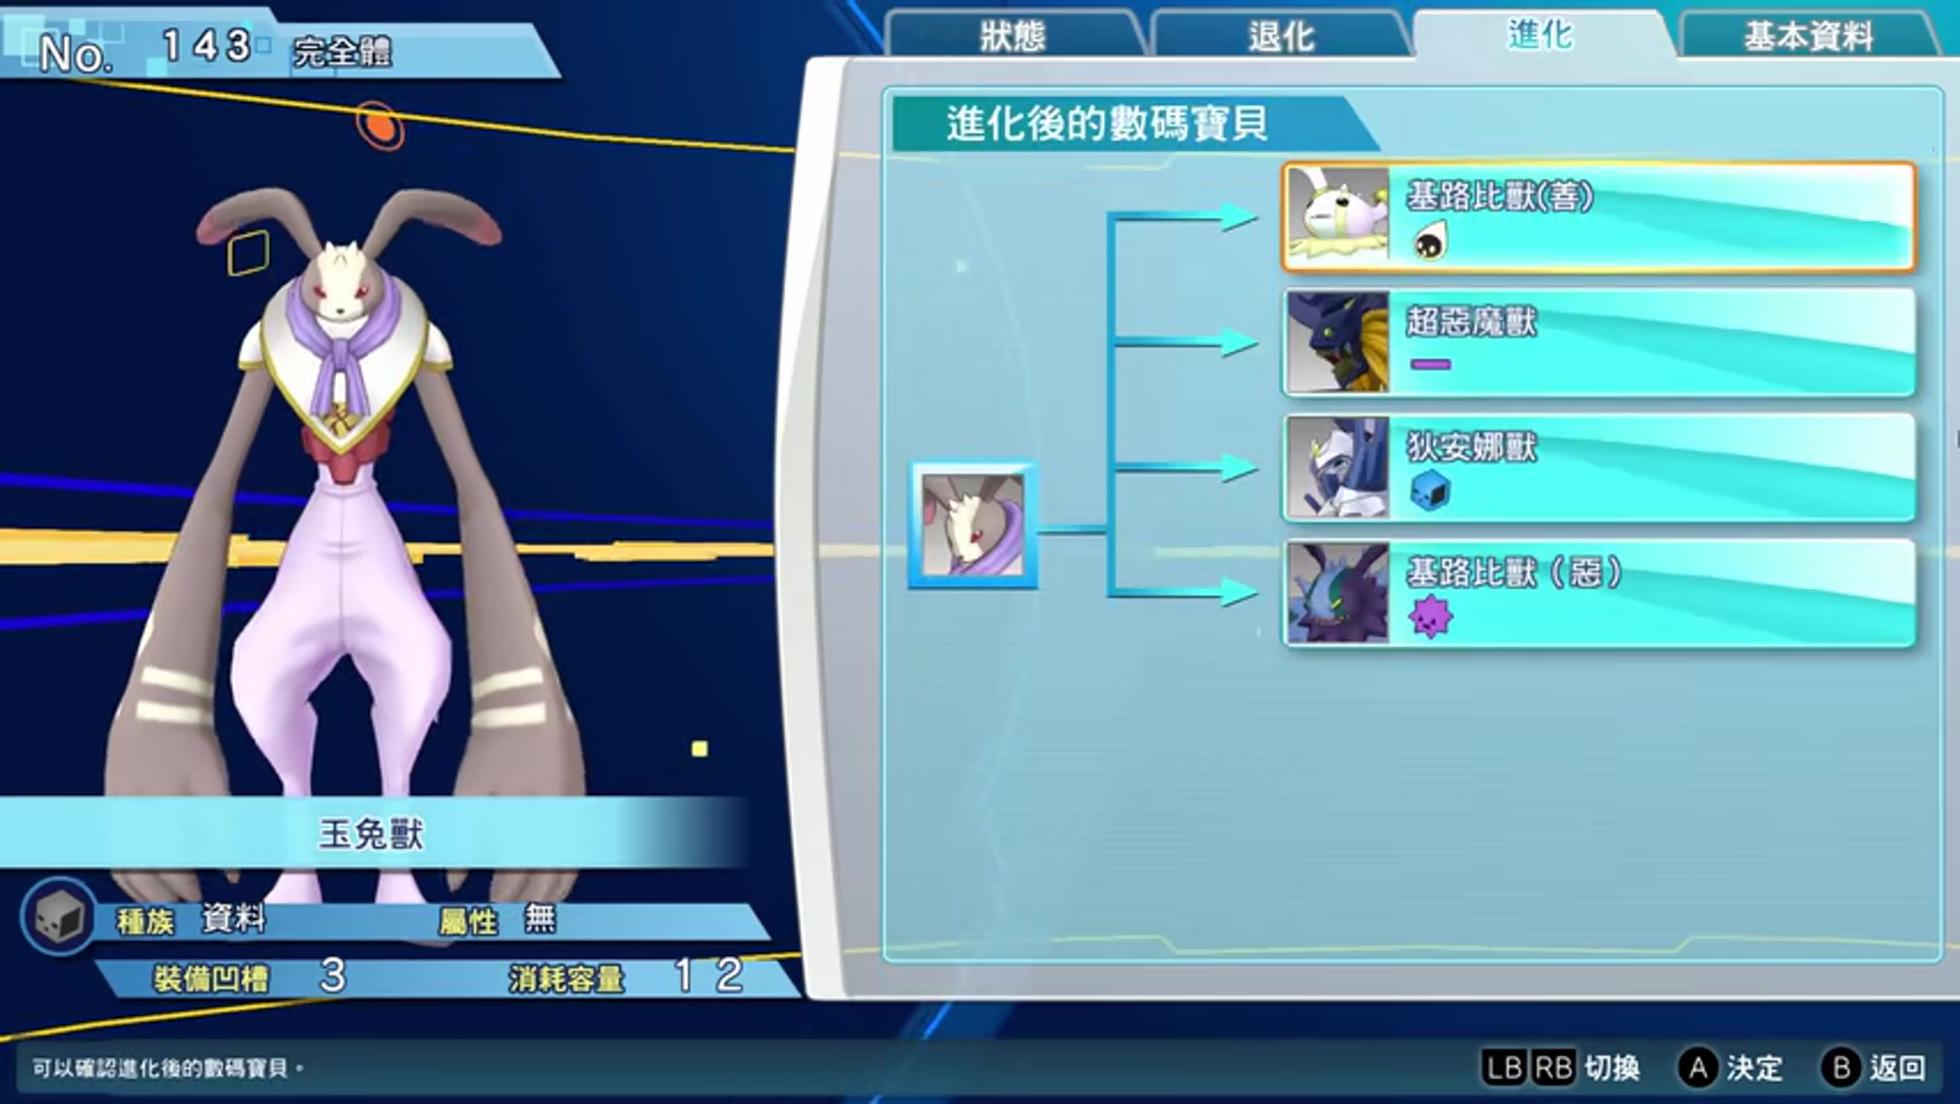 No. 143 完全體
狀態 退化 進化 基本資料
進化後的數碼寶貝
基路比獸(善)
超惡魔獸
狄安娜獸
基路比獸（惡）
玉兔獸
種族 資料 屬性 無
裝備凹槽 3 消耗容量 12
可以確認進化後的數碼寶貝。
LB RB 切換 A 決定 B 返回